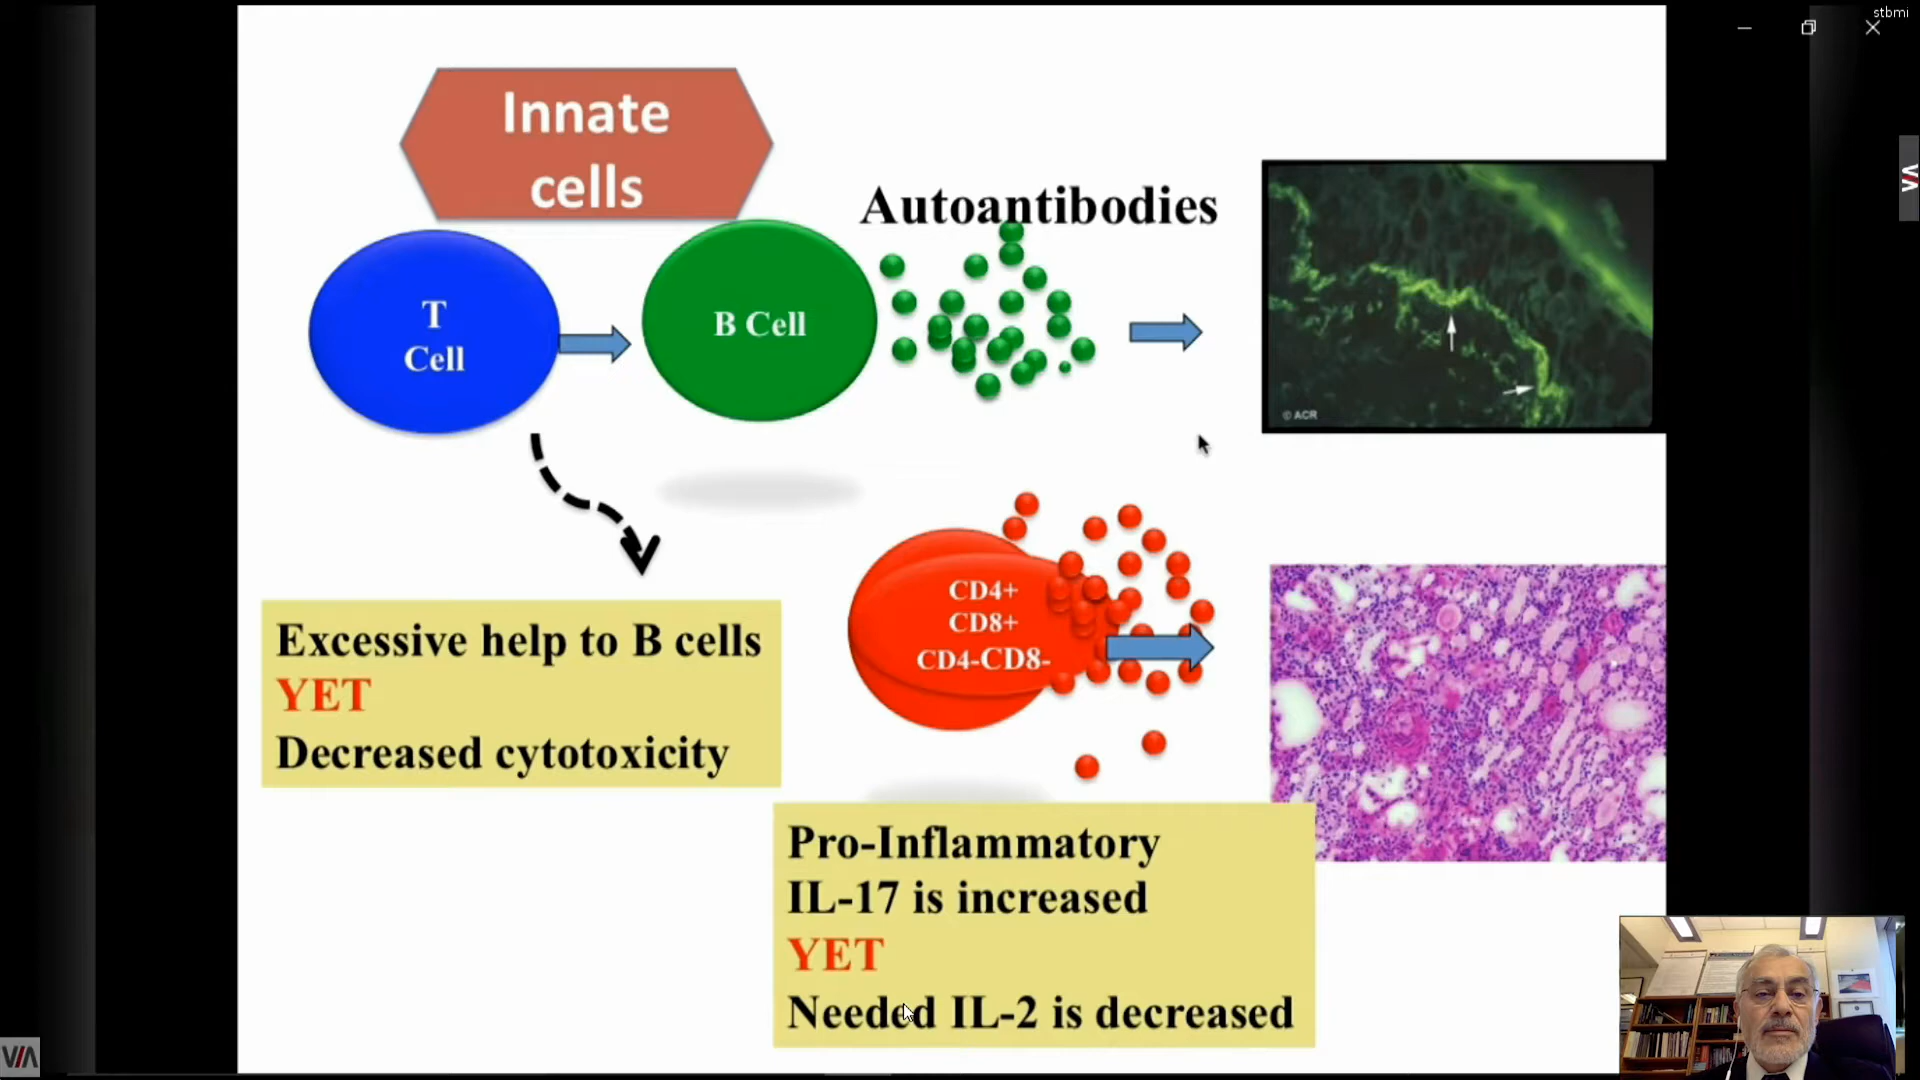 stbmi
Innate
cells
Autoantibodies
T
Cell
B Cell
© ACR
CD4+
CD8+
CD4-CD8-
Excessive help to B cells
YET
Decreased cytotoxicity
Pro-Inflammatory
IL-17 is increased
YET
Needed IL-2 is decreased
VIA